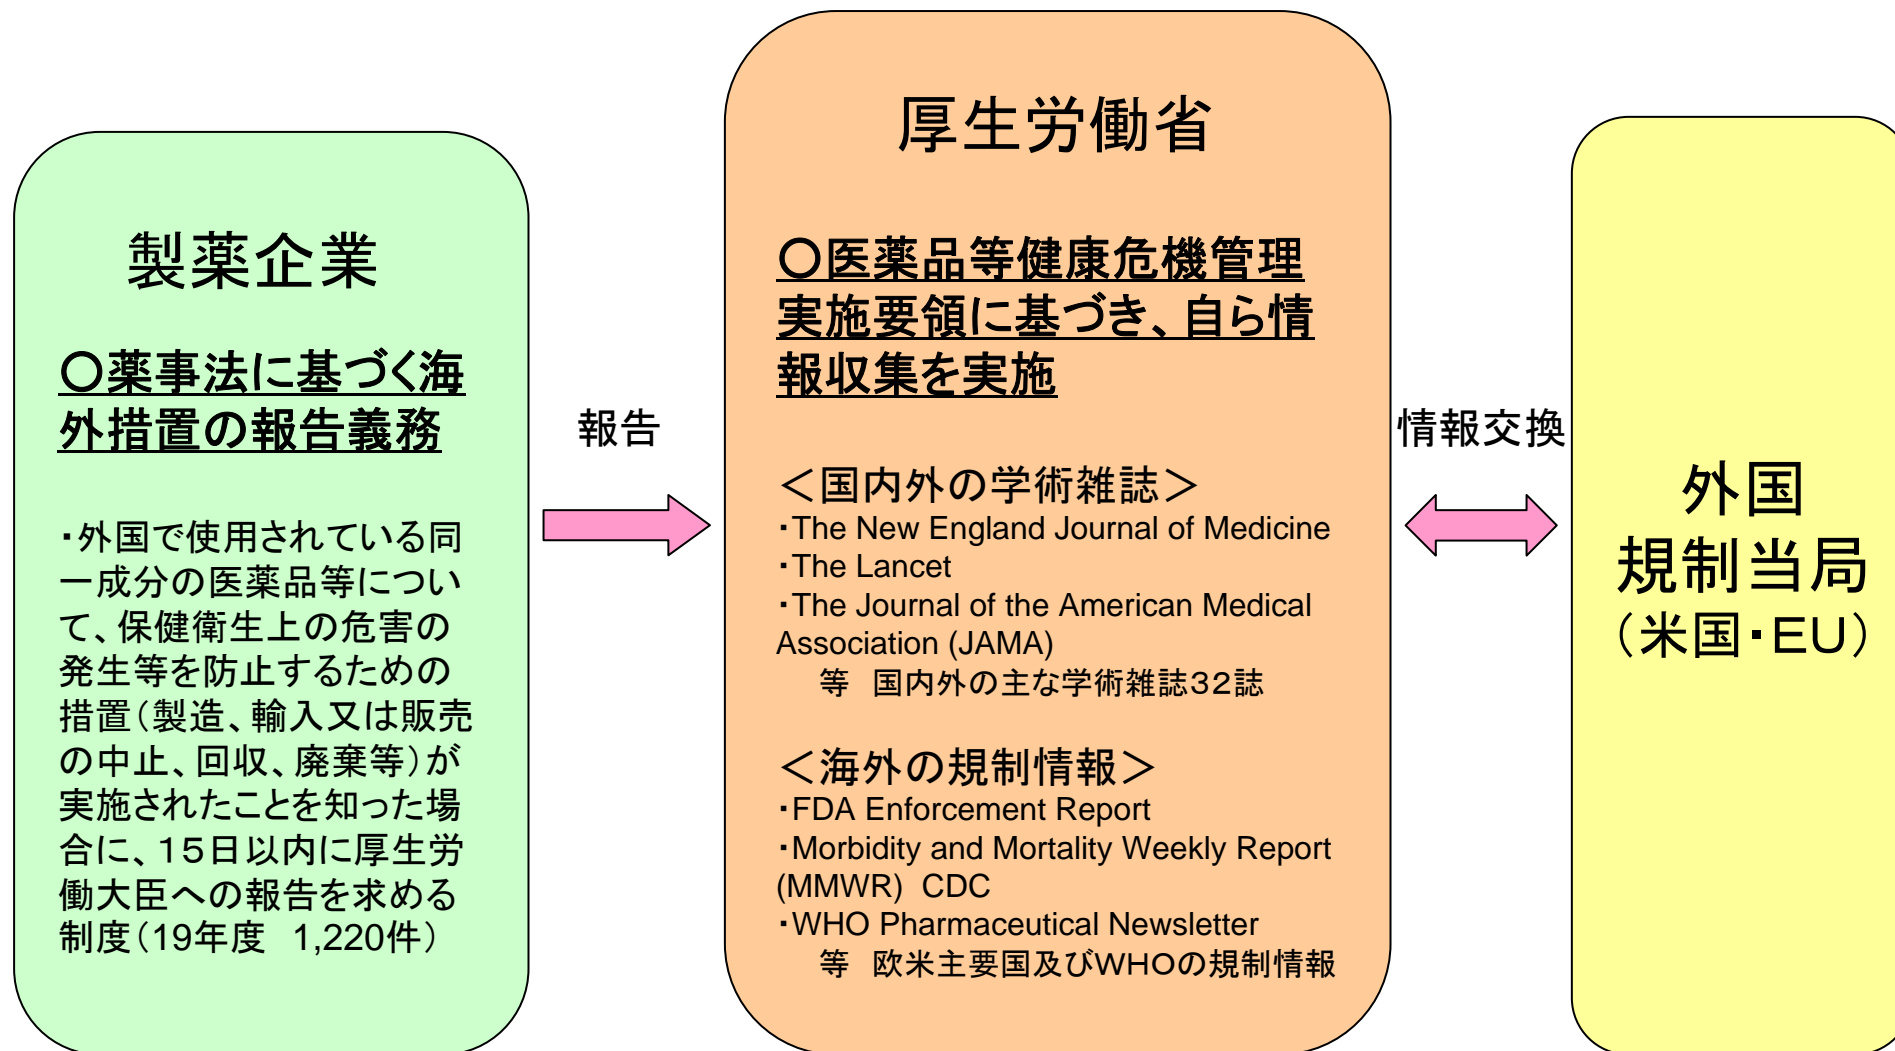 製薬企業
〇薬事法に基づく海
外措置の報告義務
・外国で使用されている同
一成分の医薬品等につい
て、保健衛生上の危害の
発生等を防止するための
措置（製造、輸入又は販売
の中止、回収、廃棄等）が
実施されたことを知った場
合に、１５日以内に厚生労
働大臣への報告を求める
制度（19年度　1,220件）
報告
厚生労働省
〇医薬品等健康危機管理
実施要領に基づき、自ら情
報収集を実施
＜国内外の学術雑誌＞
・The New England Journal of Medicine
・The Lancet
・The Journal of the American Medical
Association (JAMA)
等　国内外の主な学術雑誌３２誌
＜海外の規制情報＞
・FDA Enforcement Report
・Morbidity and Mortality Weekly Report
(MMWR)　CDC
・WHO Pharmaceutical Newsletter
等　欧米主要国及びＷＨＯの規制情報
情報交換
外国
規制当局
（米国・ＥＵ）